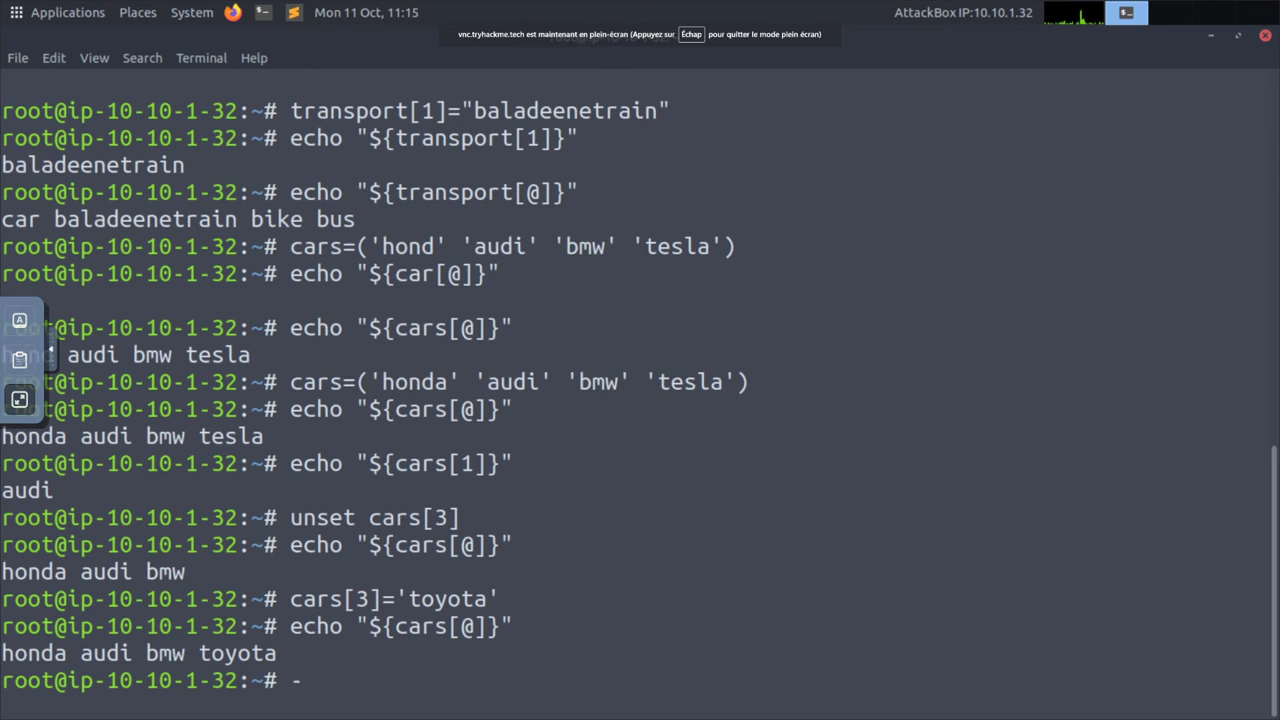 Applications Places System Mon 11 Oct, 11:15 AttackBox IP:10.10.1.32
vnc.tryhackme.tech est maintenant en plein-écran (Appuyez sur Échap pour quitter le mode plein écran)
File Edit View Search Terminal Help
root@ip-10-10-1-32:~# transport[1]="baladeenetrain"
root@ip-10-10-1-32:~# echo "${transport[1]}"
baladeenetrain
root@ip-10-10-1-32:~# echo "${transport[@]}"
car baladeenetrain bike bus
root@ip-10-10-1-32:~# cars=('hond' 'audi' 'bmw' 'tesla')
root@ip-10-10-1-32:~# echo "${car[@]}"
root@ip-10-10-1-32:~# echo "${cars[@]}"
audi bmw tesla
root@ip-10-10-1-32:~# cars=('honda' 'audi' 'bmw' 'tesla')
root@ip-10-10-1-32:~# echo "${cars[@]}"
honda audi bmw tesla
root@ip-10-10-1-32:~# echo "${cars[1]}"
audi
root@ip-10-10-1-32:~# unset cars[3]
root@ip-10-10-1-32:~# echo "${cars[@]}"
honda audi bmw
root@ip-10-10-1-32:~# cars[3]='toyota'
root@ip-10-10-1-32:~# echo "${cars[@]}"
honda audi bmw toyota
root@ip-10-10-1-32:~# -